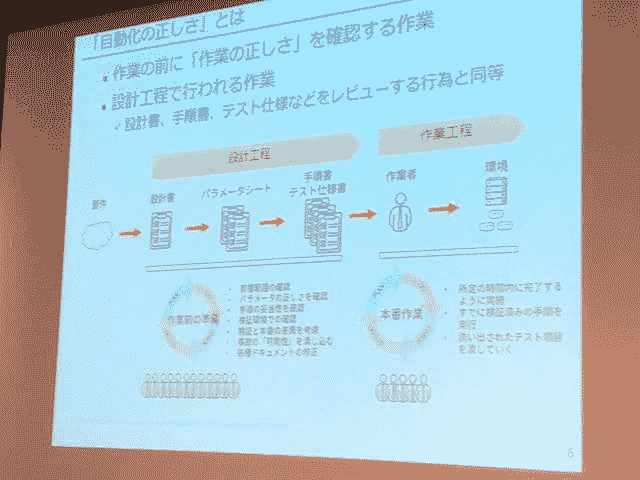 「自動化の正しさ」とは
作業の前に「作業の正しさ」を確認する作業
設計工程で行われる作業
✓ 設計書、手順書、テスト仕様などをレビューする行為と同等
設計工程
作業工程
要件
設計書
パラメータシート
手順書
テスト仕様書
作業者
環境
作業前の準備
影響範囲の確認
パラメータの正しさを確認
手順の妥当性を確認
検証環境での確認
検証と本番の差異を考慮
事故の「可能性」を潰し込む
各種ドキュメントの修正
本番作業
所定の時間内に完了する
ように実施
すでに検証済みの手順を
実行
洗い出されたテスト項目
を潰していく
6